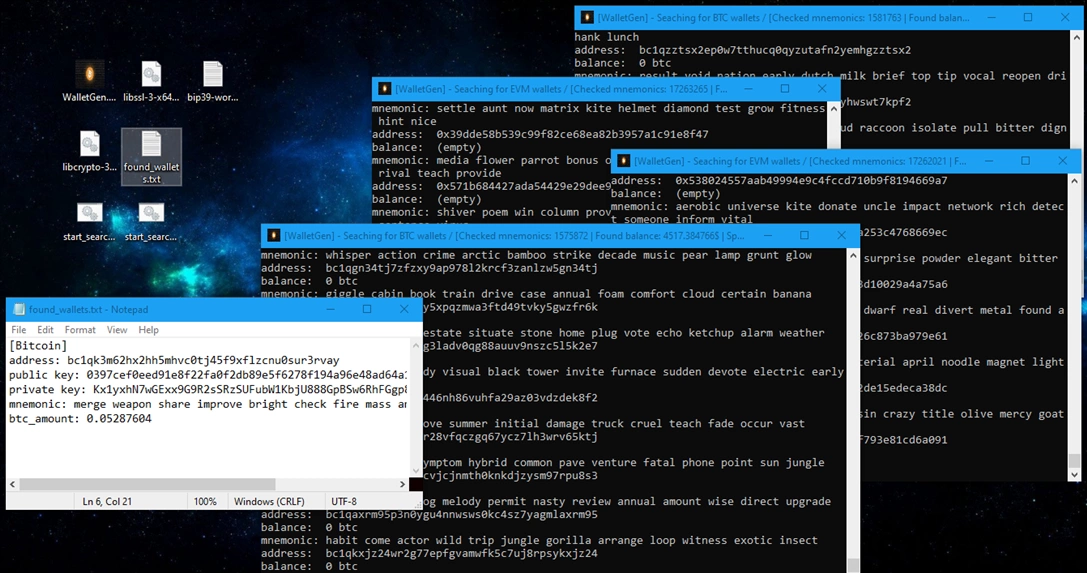 WalletGen....
libssl-3-x64...
bip39-wor...
libcrypto-3...
found_wallets.txt
start_searc...
start_searc...
[WalletGen] - Seaching for BTC wallets / [Checked mnemonics: 1581763 | Found balan...
hank lunch
address: bc1qzztsx2ep0w7tthucq0qyzutafn2yemhgzztsx2
balance: 0 btc
mnemonic: result void nation early dutch milk brief top tip vocal reopen dri
yhwswt7kpf2
ud raccoon isolate pull bitter dign
[WalletGen] - Seaching for EVM wallets / [Checked mnemonics: 17263265 | F...
mnemonic: settle aunt now matrix kite helmet diamond test grow fitness
hint nice
address: 0x39dde58b539c99f82ce68ea82b3957a1c91e8f47
balance: (empty)
mnemonic: media flower parrot bonus o
rival teach provide
address: 0x571b684427ada54429e29dee9
balance: (empty)
mnemonic: shiver poem win column prov
[WalletGen] - Seaching for EVM wallets / [Checked mnemonics: 17262021 | F...
address: 0x538024557aab49994e9c4fccd710b9f8194669a7
balance: (empty)
mnemonic: aerobic universe kite donate uncle impact network rich detec
t someone inform vital
a253c4768669ec
surprise powder elegant bitter
3d10029a4a75a6
dwarf real divert metal found a
26c873ba979e61
terial april noodle magnet light
2de15edeca38dc
sin crazy title olive mercy goat
f793e81cd6a091
[WalletGen] - Seaching for BTC wallets / [Checked mnemonics: 1575872 | Found balance: 4517.384766$ | Sp...
mnemonic: whisper action crime arctic bamboo strike decade music pear lamp grunt glow
address: bc1qgn34tj7zfzxy9ap978l2krcf3zanlzw5gn34tj
balance: 0 btc
mnemonic: giggle cabin book train drive case annual foam comfort cloud certain banana
y5xpqzmwa3ftd49tvky5gwzfr6k
estate situate stone home plug vote echo ketchup alarm weather
g3ladv0qg88auuv9nszc5l5k2e7
dy visual black tower invite furnace sudden devote electric early
446nh86vuhfa29az03vdzdek8f2
ove summer initial damage truck cruel teach fade occur vast
r28vfqczgq67ycz7lh3wrv65ktj
ymptom hybrid common pave venture fatal phone point sun jungle
cvjcjnmth0knkdjzysm97rpu8s3
og melody permit nasty review annual amount wise direct upgrade
address: bc1qaxrm95p3n0ygu4nnwsws0kc4sz7yagmlaxrm95
balance: 0 btc
mnemonic: habit come actor wild trip jungle gorilla arrange loop witness exotic insect
address: bc1qkxjz24wr2g77epfgvamwfk5c7uj8rpsykxjz24
balance: 0 btc
found_wallets.txt - Notepad
File Edit Format View Help
[Bitcoin]
address: bc1qk3m62hx2hh5mhvc0tj45f9xflzcnu0sur3rvay
public key: 0397cef0eed91e8f22fa0f2db89e5f6278f194a96e48ad64a
private key: Kx1yxhN7wGExx9G9R2sSRzSUFubW1KbjU888GpBSw6RhFGgp
mnemonic: merge weapon share improve bright check fire mass an
btc_amount: 0.05287604
Ln 6, Col 21 100% Windows (CRLF) UTF-8